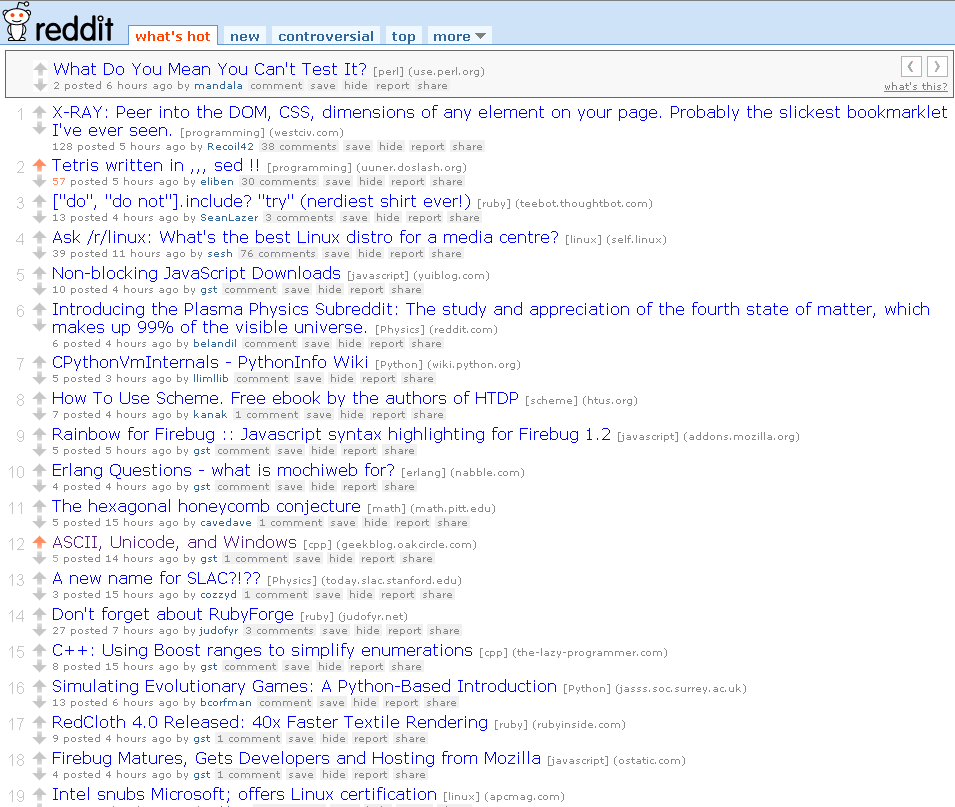 reddit what's hot new controversial top more
What Do You Mean You Can't Test It? [perl] (use.perl.org)
2 posted 6 hours ago by mandala comment save hide report share
what's this?
1 X-RAY: Peer into the DOM, CSS, dimensions of any element on your page. Probably the slickest bookmarklet
I've ever seen. [programming] (westciv.com)
128 posted 5 hours ago by Recoil42 38 comments save hide report share
2 Tetris written in ,,, sed !! [programming] (uuner.doslash.org)
57 posted 5 hours ago by eliben 30 comments save hide report share
3 ["do", "do not"].include? "try" (nerdiest shirt ever!) [ruby] (teebot.thoughtbot.com)
13 posted 4 hours ago by SeanLazer 3 comments save hide report share
4 Ask /r/linux: What's the best Linux distro for a media centre? [linux] (self.linux)
39 posted 11 hours ago by sesh 76 comments save hide report share
5 Non-blocking JavaScript Downloads [javascript] (yuiblog.com)
10 posted 4 hours ago by gst comment save hide report share
6 Introducing the Plasma Physics Subreddit: The study and appreciation of the fourth state of matter, which
makes up 99% of the visible universe. [Physics] (reddit.com)
6 posted 4 hours ago by belandil comment save hide report share
7 CPythonVmInternals - PythonInfo Wiki [Python] (wiki.python.org)
5 posted 3 hours ago by llimllib comment save hide report share
8 How To Use Scheme. Free ebook by the authors of HTDP [scheme] (htus.org)
7 posted 4 hours ago by kanak 1 comment save hide report share
9 Rainbow for Firebug :: Javascript syntax highlighting for Firebug 1.2 [javascript] (addons.mozilla.org)
5 posted 5 hours ago by gst comment save hide report share
10 Erlang Questions - what is mochiweb for? [erlang] (nabble.com)
4 posted 4 hours ago by gst comment save hide report share
11 The hexagonal honeycomb conjecture [math] (math.pitt.edu)
5 posted 15 hours ago by cavedave 1 comment save hide report share
12 ASCII, Unicode, and Windows [cpp] (geekblog.oakcircle.com)
5 posted 14 hours ago by gst 1 comment save hide report share
13 A new name for SLAC?!?? [Physics] (today.slac.stanford.edu)
3 posted 15 hours ago by cozzyd 1 comment save hide report share
14 Don't forget about RubyForge [ruby] (judofyr.net)
27 posted 7 hours ago by judofyr 3 comments save hide report share
15 C++: Using Boost ranges to simplify enumerations [cpp] (the-lazy-programmer.com)
8 posted 15 hours ago by gst comment save hide report share
16 Simulating Evolutionary Games: A Python-Based Introduction [Python] (jasss.soc.surrey.ac.uk)
13 posted 6 hours ago by bcorfman comment save hide report share
17 RedCloth 4.0 Released: 40x Faster Textile Rendering [ruby] (rubyinside.com)
9 posted 4 hours ago by gst 1 comment save hide report share
18 Firebug Matures, Gets Developers and Hosting from Mozilla [javascript] (ostatic.com)
4 posted 4 hours ago by gst 1 comment save hide report share
19 Intel snubs Microsoft; offers Linux certification [linux] (apcmag.com)